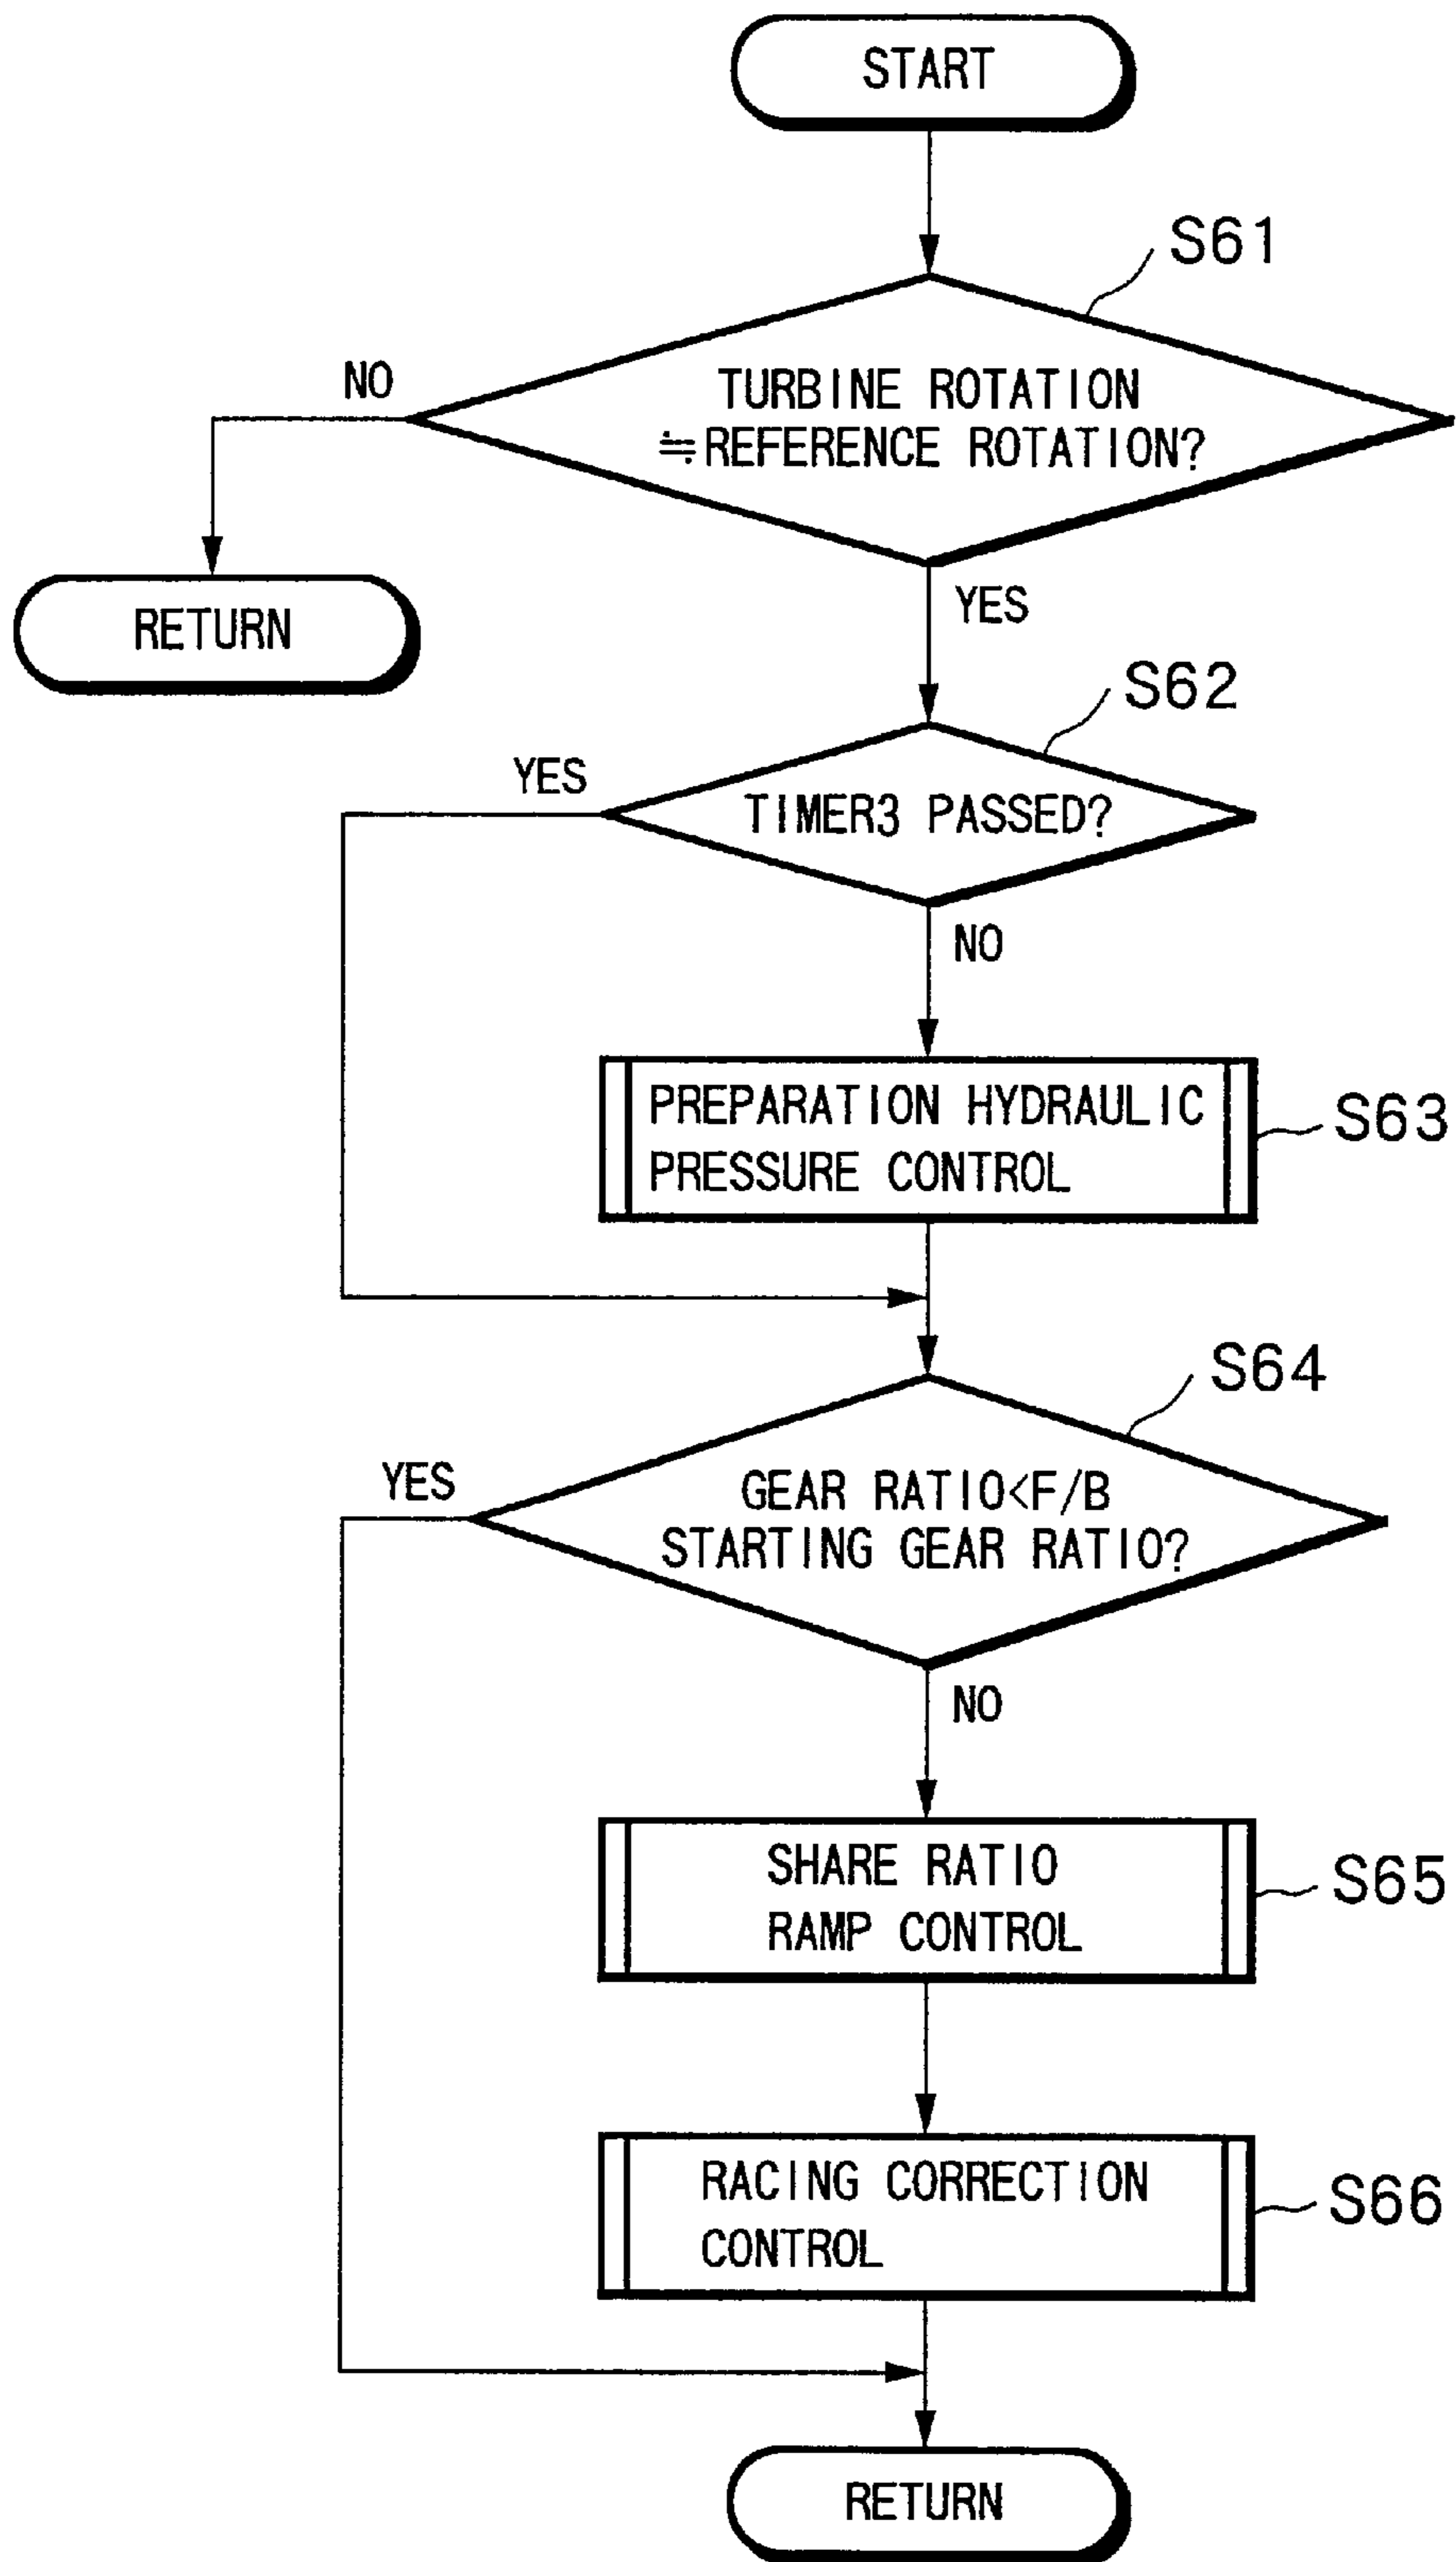 START
S61
NO
TURBINE ROTATION
≒REFERENCE ROTATION?
RETURN
YES
S62
YES
TIMER3 PASSED?
NO
PREPARATION HYDRAULIC
PRESSURE CONTROL
S63
S64
YES
GEAR RATIO<F/B
STARTING GEAR RATIO?
NO
SHARE RATIO
RAMP CONTROL
S65
RACING CORRECTION
CONTROL
S66
RETURN